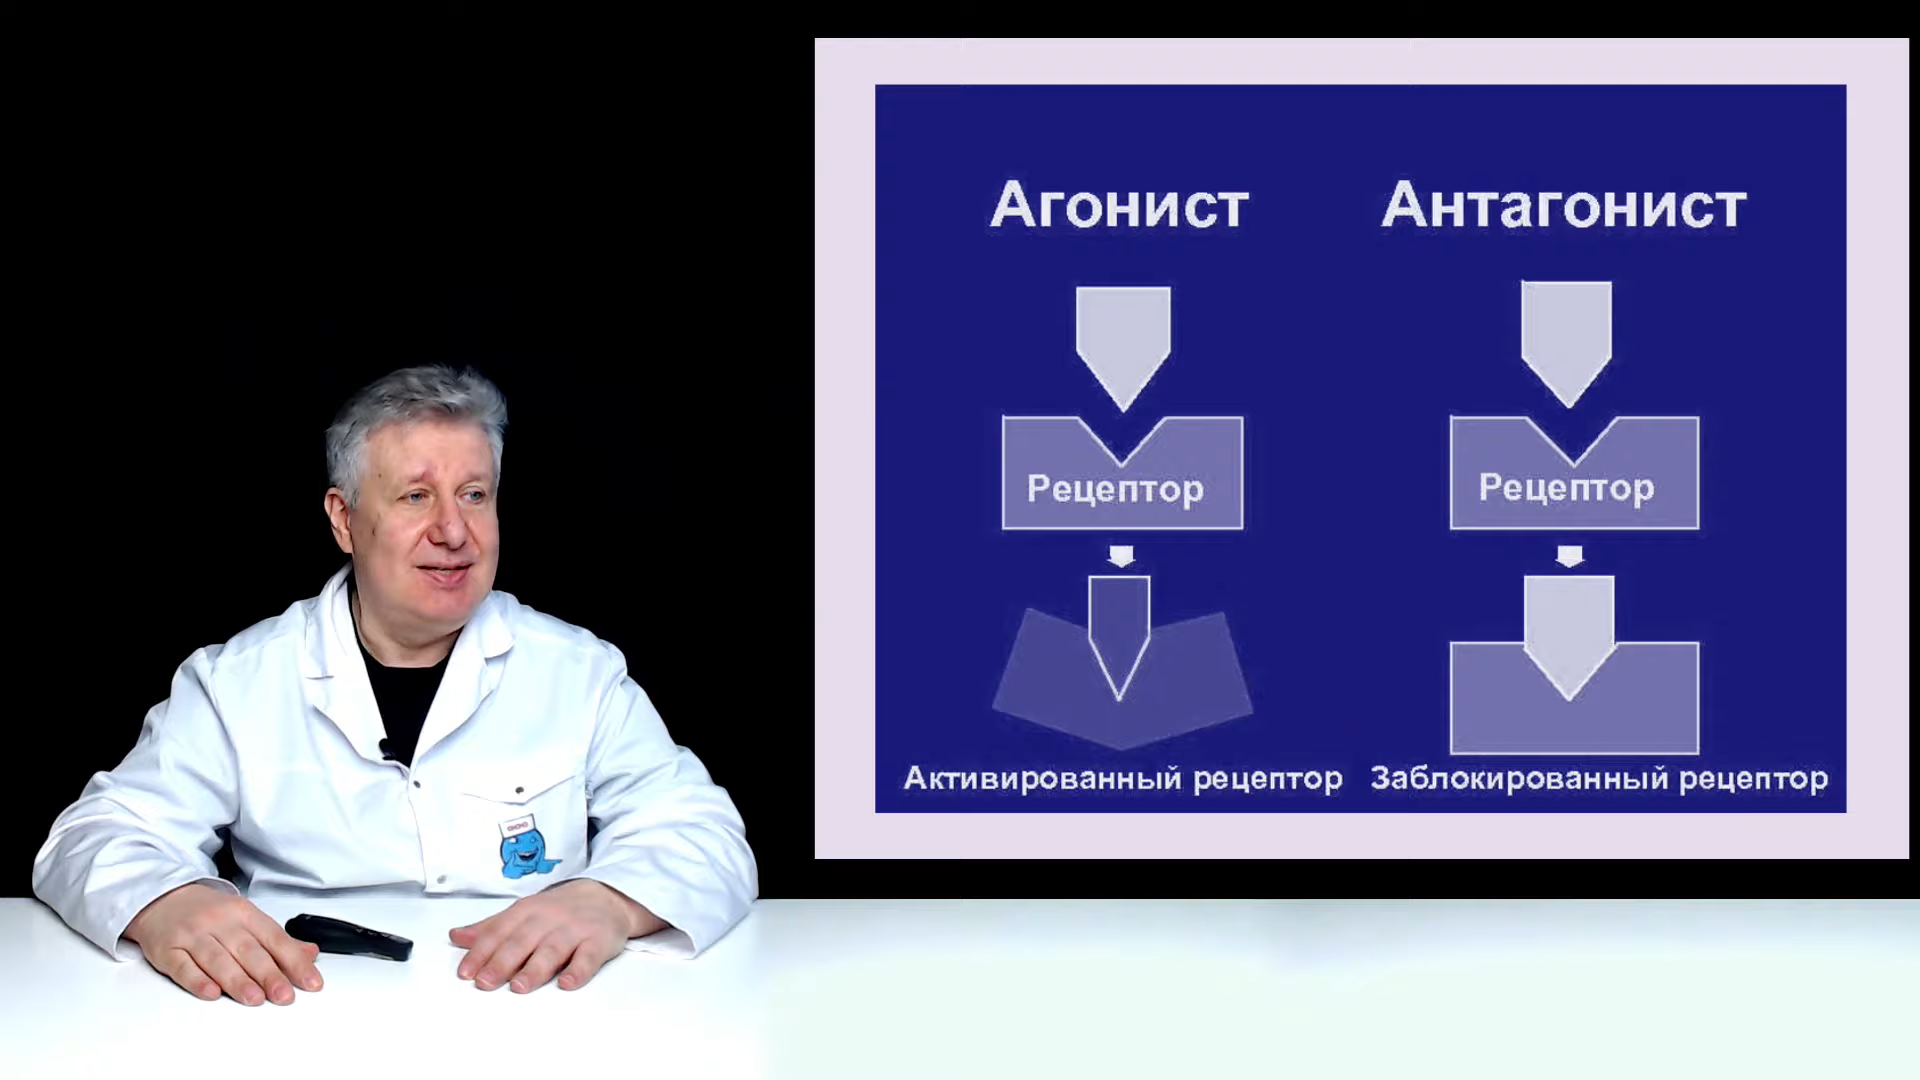 Агонист
Антагонист
Рецептор
Рецептор
Активированный рецептор
Заблокированный рецептор